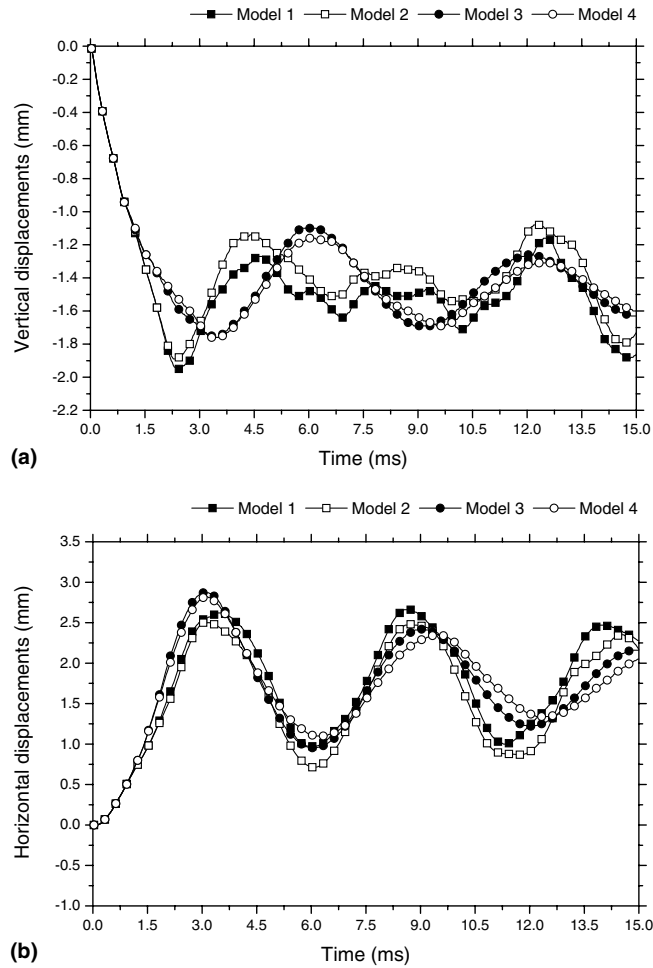 Model 1 Model 2 Model 3 Model 4
0.0
-0.2
-0.4
-0.6
-0.8
-1.0
-1.2
-1.4
-1.6
-1.8
-2.0
-2.2
Vertical displacements (mm)
0.0 1.5 3.0 4.5 6.0 7.5 9.0 10.5 12.0 13.5 15.0
(a)
Time (ms)
Model 1 Model 2 Model 3 Model 4
3.5
3.0
2.5
2.0
1.5
1.0
0.5
0.0
-0.5
-1.0
Horizontal displacements (mm)
0.0 1.5 3.0 4.5 6.0 7.5 9.0 10.5 12.0 13.5 15.0
(b)
Time (ms)